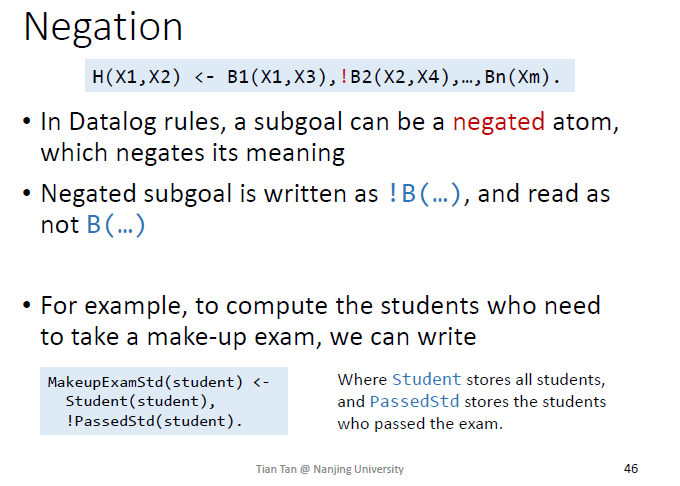 Negation
H(X1,X2) <- B1(X1,X3),!B2(X2,X4),…,Bn(Xm).
• In Datalog rules, a subgoal can be a negated atom,
which negates its meaning
• Negated subgoal is written as !B(…), and read as
not B(…)
• For example, to compute the students who need
to take a make-up exam, we can write
MakeupExamStd(student) <-
Student(student),
!PassedStd(student).
Where Student stores all students,
and PassedStd stores the students
who passed the exam.
Tian Tan @ Nanjing University
46